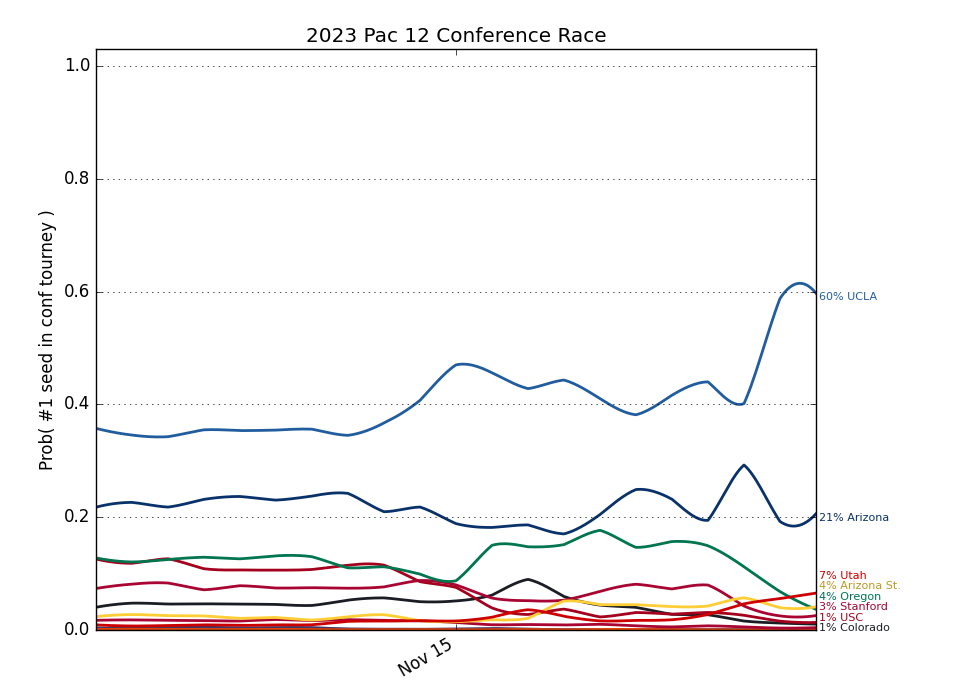 2023 Pac 12 Conference Race
Prob( #1 seed in conf tourney )
1.0
0.8
0.6
0.4
0.2
0.0
Nov 15
60% UCLA
21% Arizona
7% Utah
4% Arizona St.
4% Oregon
3% Stanford
1% USC
1% Colorado